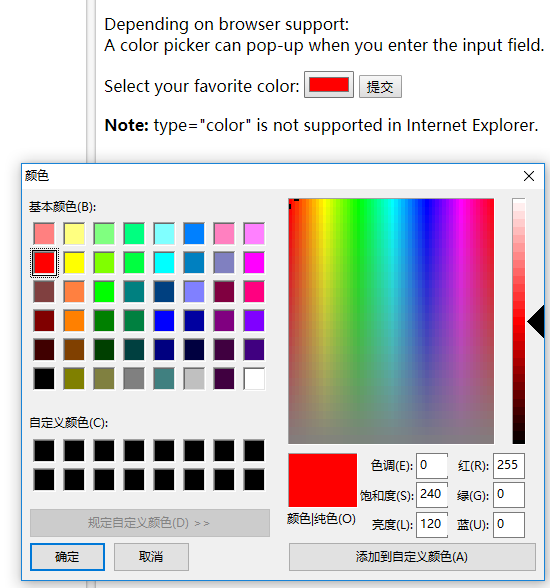 Depending on browser support:
A color picker can pop-up when you enter the input field.
Select your favorite color: 提交
Note: type="color" is not supported in Internet Explorer.
颜色
基本颜色(B):
自定义颜色(C):
规定自定义颜色(D) >>
确定 取消
颜色|纯色(O)
色调(E): 0 红(R): 255
饱和度(S): 240 绿(G): 0
亮度(L): 120 蓝(U): 0
添加到自定义颜色(A)